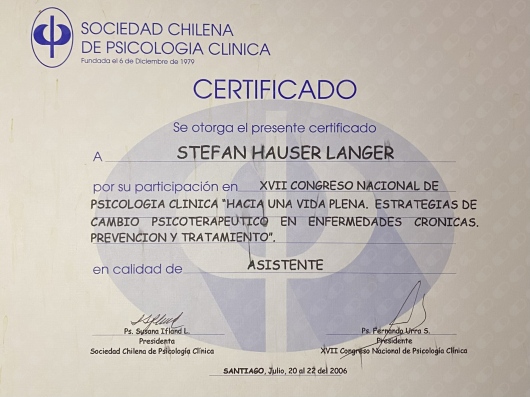 SOCIEDAD CHILENA
DE PSICOLOGIA CLINICA
Fundada el 6 de Diciembre de 1979
CERTIFICADO
Se otorga el presente certificado
A STEFAN HAUSER LANGER
por su participación en XVII CONGRESO NACIONAL DE
PSICOLOGIA CLINICA "HACIA UNA VIDA PLENA. ESTRATEGIAS DE
CAMBIO PSICOTERAPEUTICO EN ENFERMEDADES CRONICAS.
PREVENCION Y TRATAMIENTO".
en calidad de ASISTENTE
Ps. Susana Ifland L.
Presidenta
Sociedad Chilena de Psicología Clínica
Ps. Fernando Urra S.
Presidente
XVII Congreso Nacional de Psicología Clínica
SANTIAGO, Julio, 20 al 22 del 2006